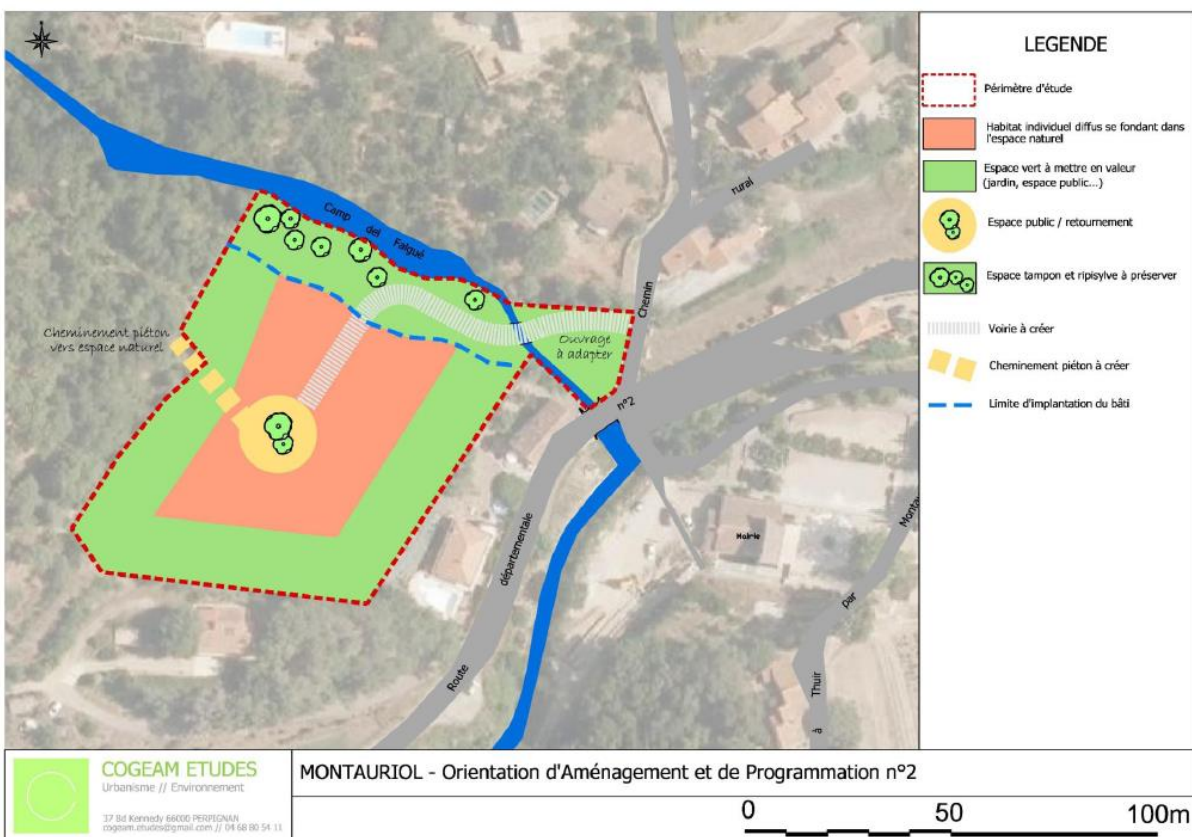 LEGENDE
Périmètre d'étude
Habitat individuel diffus se fondant dans
l'espace naturel
Espace vert à mettre en valeur
(jardin, espace public...)
Espace public / retournement
Espace tampon et ripisylve à préserver
Voirie à créer
Cheminement piéton à créer
Limite d'implantation du bâti
rural
Camp del Falgué
Chemin
Cheminement piéton
vers espace naturel
Ouvrage
à adapter
n°2
départementale
Route
Mairie
Montau
par
Thuir
à
COGEAM ETUDES
Urbanisme // Environnement
37 Bd Kennedy 66000 PERPIGNAN
cogeam.etudes@gmail.com // 04 68 80 54 11
MONTAURIOL - Orientation d'Aménagement et de Programmation n°2
0 50 100m